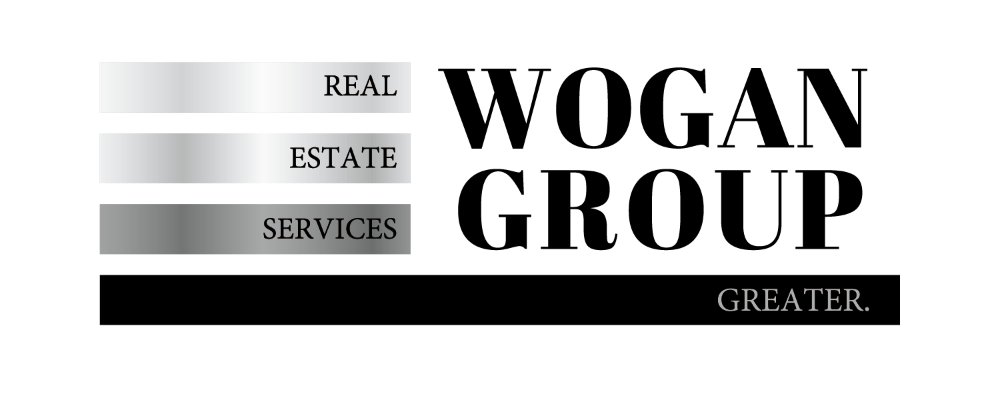 REAL
ESTATE
SERVICES
WOGAN
GROUP
GREATER.